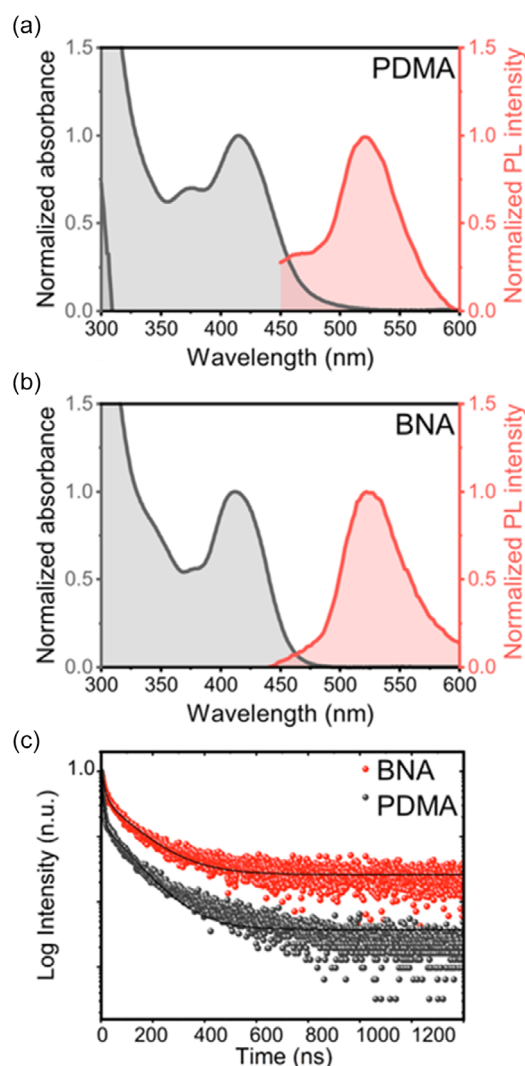 (a)
PDMA
Normalized absorbance
1.5
1.0
0.5
0.0
1.5
1.0
0.5
0.0
Normalized PL intensity
300 350 400 450 500 550 600
Wavelength (nm)
(b)
BNA
Normalized absorbance
1.5
1.0
0.5
0.0
1.5
1.0
0.5
0.0
Normalized PL intensity
300 350 400 450 500 550 600
Wavelength (nm)
(c)
1.0
BNA
PDMA
Log Intensity (n.u.)
0 200 400 600 800 1000 1200
Time (ns)